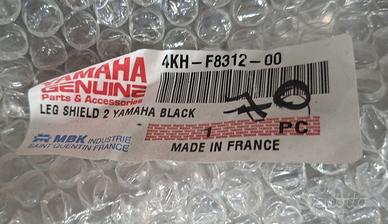 4KH-F8312-00
YAMAHA
GENUINE
Parts & Accessories
70
LEG SHIELD 2 YAMAHA BLACK
1 PC
MBK INDUSTRIE
SAINT QUENTIN FRANCE
MADE IN FRANCE